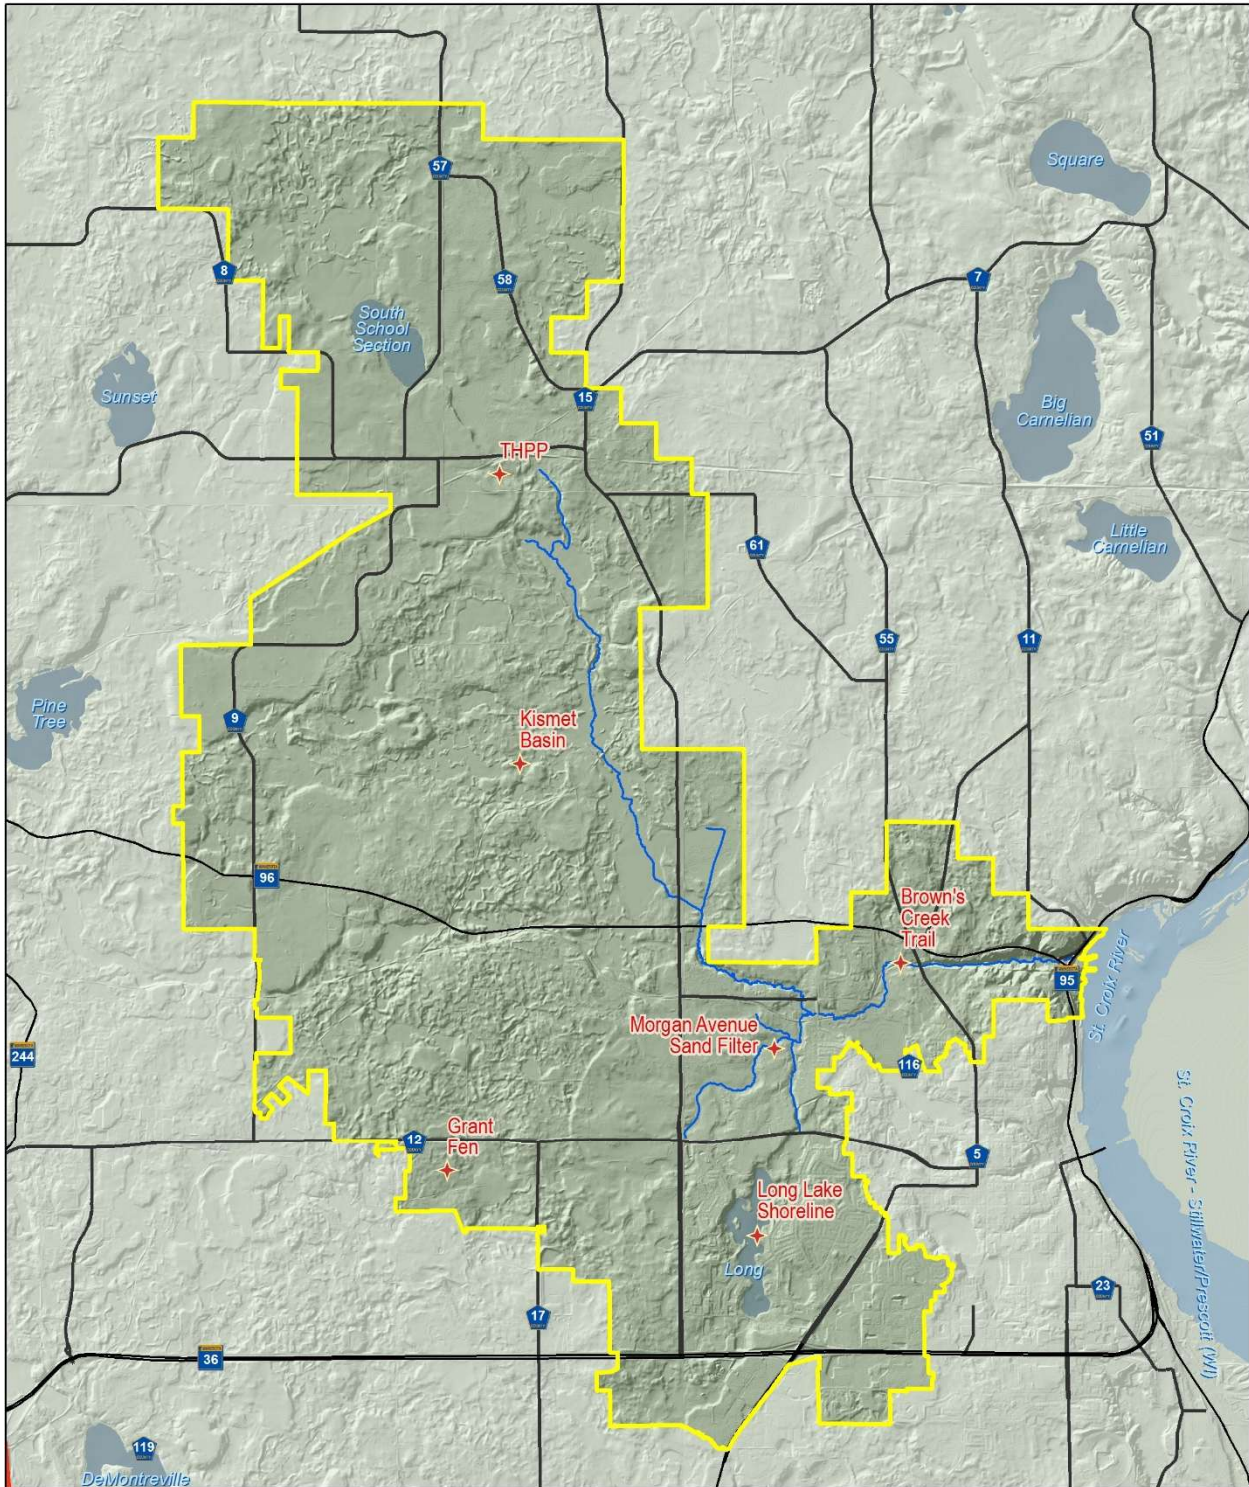 Square
57
8
58
7
South
School
Section
Sunset
15
Big
Carnelian
51
THPP
Little
Carnelian
61
55
11
Pine
Tree
9
Kismet
Basin
96
Brown's
Creek
Trail
St. Croix River
95
Morgan Avenue
Sand Filter
244
116
Grant
Fen
12
5
Long Lake
Shoreline
Long
St. Croix River - Stillwater/Prescott (WI)
23
17
36
119
DeMontreville